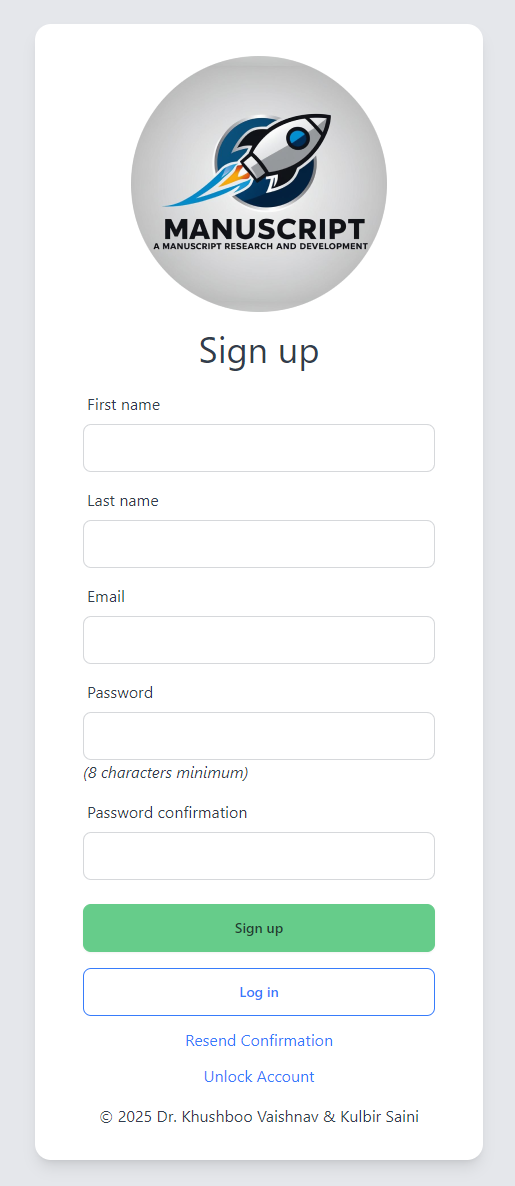 MANUSCRIPT
A MANUSCRIPT RESEARCH AND DEVELOPMENT
Sign up
First name
Last name
Email
Password
(8 characters minimum)
Password confirmation
Sign up
Log in
Resend Confirmation
Unlock Account
© 2025 Dr. Khushboo Vaishnav & Kulbir Saini